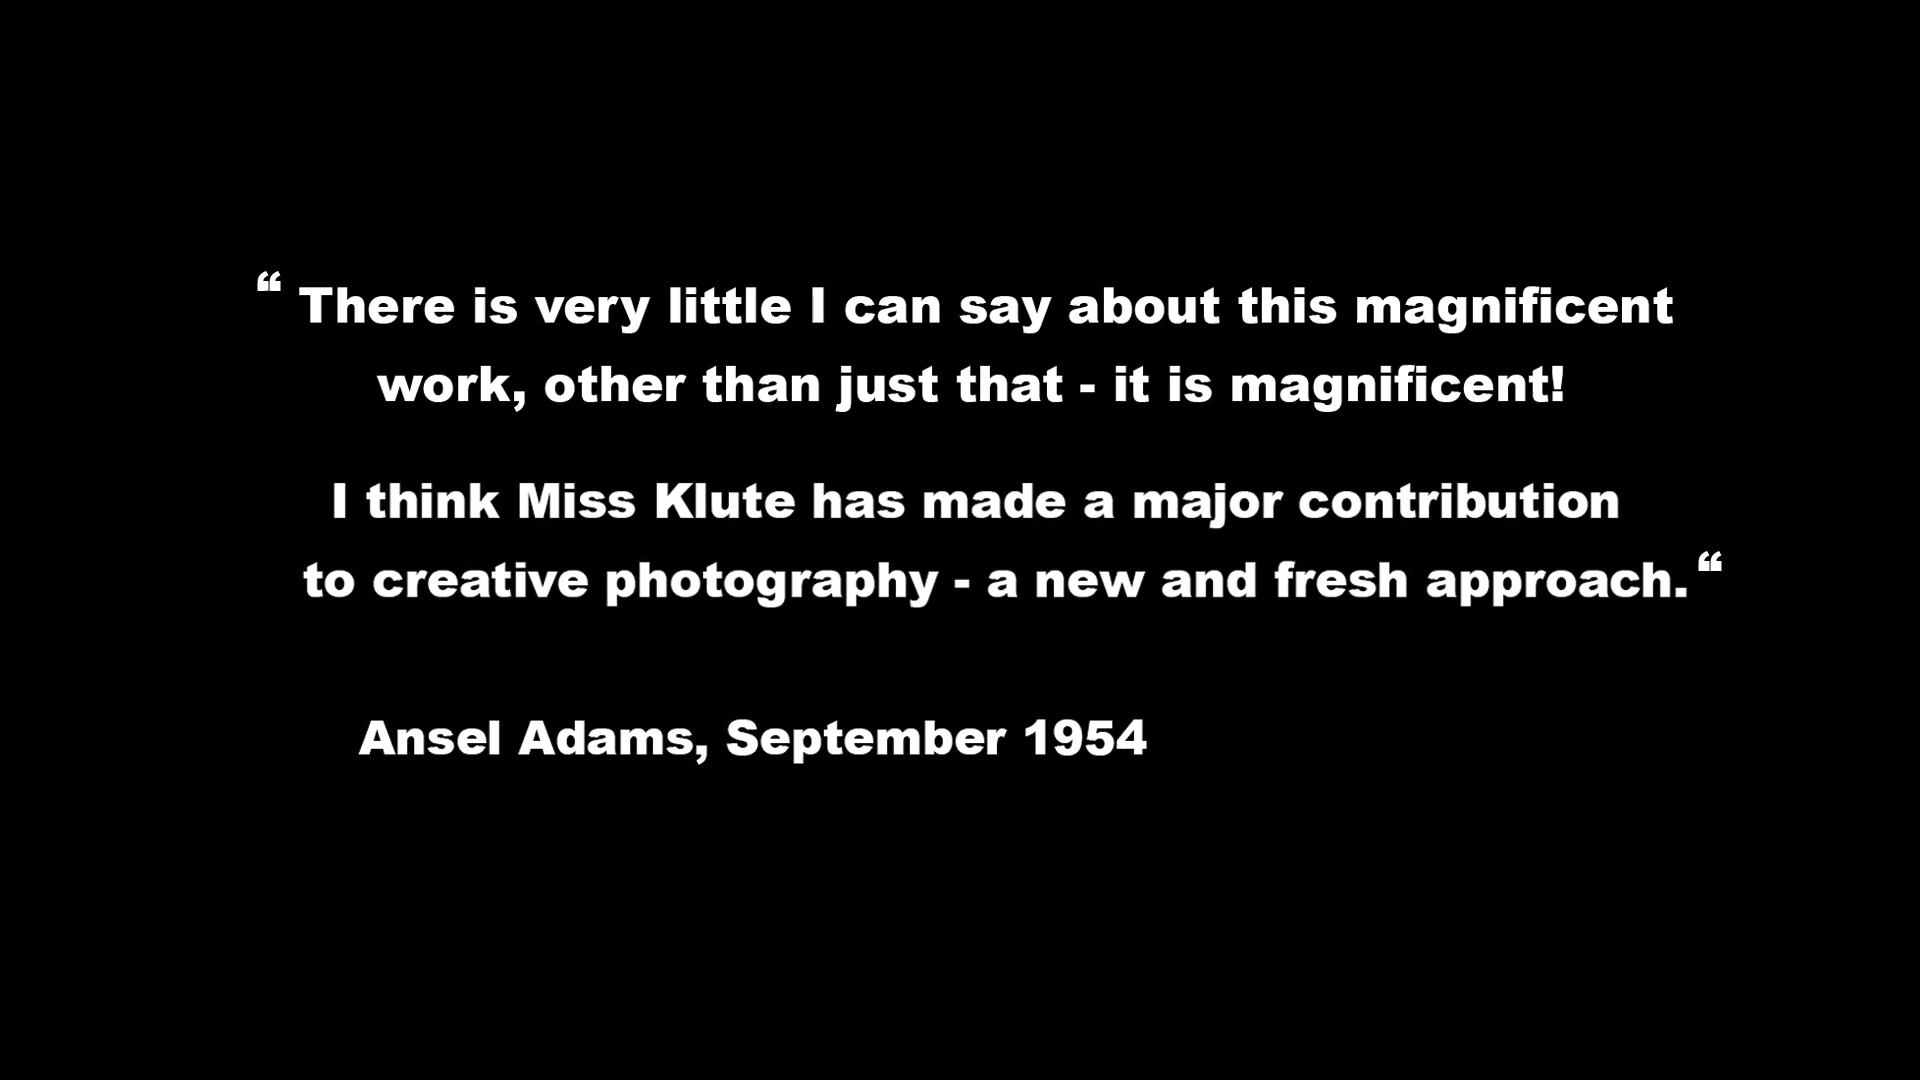 “ There is very little I can say about this magnificent
work, other than just that - it is magnificent!
I think Miss Klute has made a major contribution
to creative photography - a new and fresh approach.“
Ansel Adams, September 1954